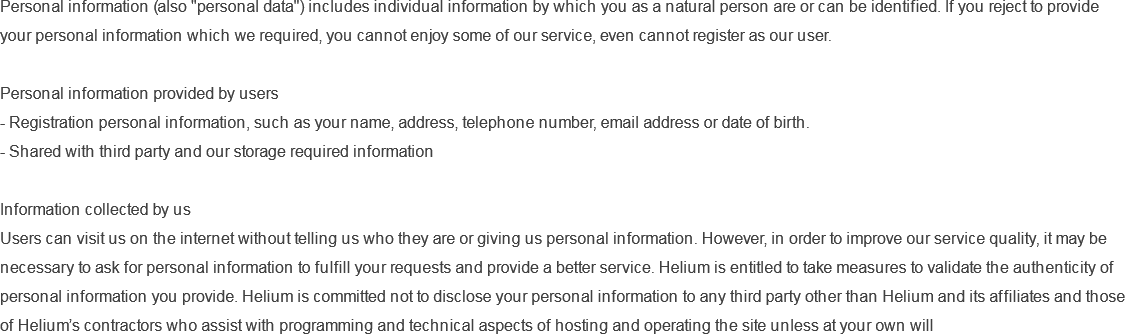 Personal information (also "personal data") includes individual information by which you as a natural person are or can be identified. If you reject to provide
your personal information which we required, you cannot enjoy some of our service, even cannot register as our user.
Personal information provided by users
- Registration personal information, such as your name, address, telephone number, email address or date of birth.
- Shared with third party and our storage required information
Information collected by us
Users can visit us on the internet without telling us who they are or giving us personal information. However, in order to improve our service quality, it may be
necessary to ask for personal information to fulfill your requests and provide a better service. Helium is entitled to take measures to validate the authenticity of
personal information you provide. Helium is committed not to disclose your personal information to any third party other than Helium and its affiliates and those
of Helium's contractors who assist with programming and technical aspects of hosting and operating the site unless at your own will